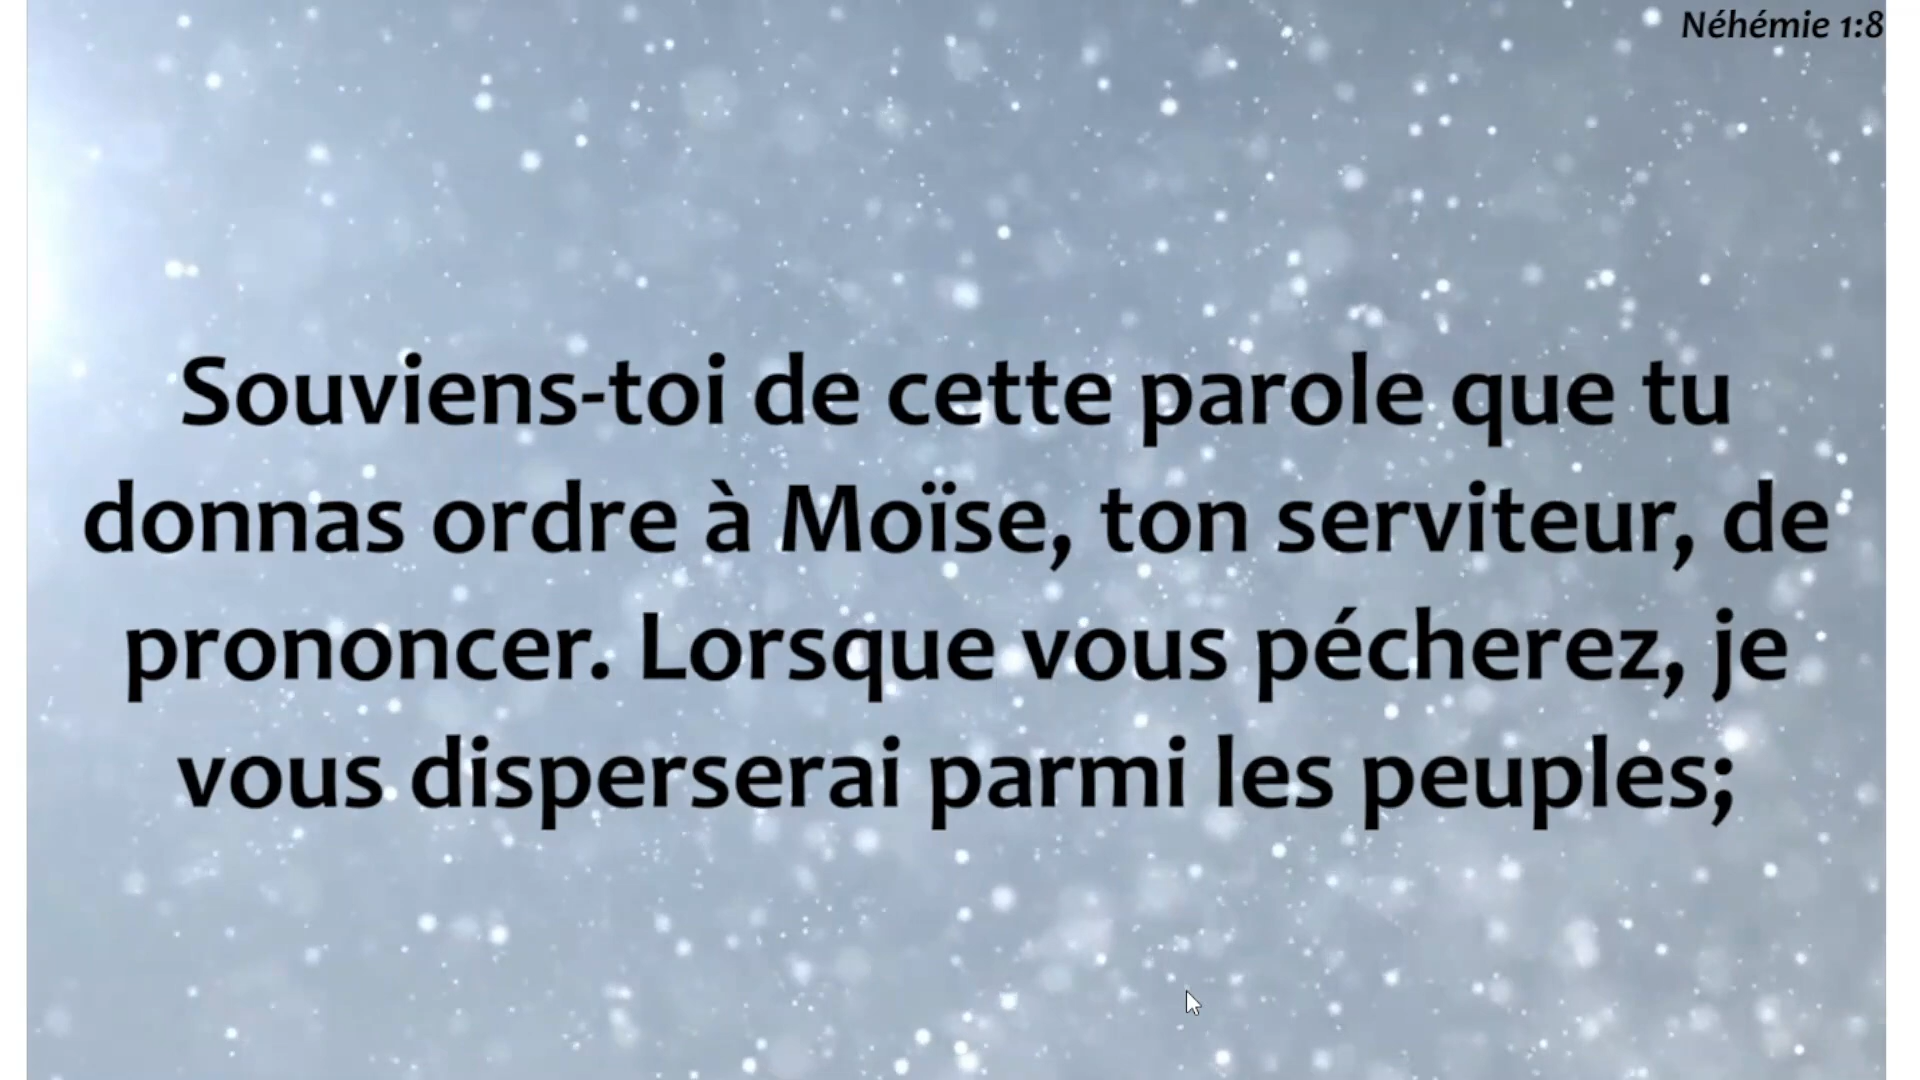 Néhémie 1:8
Souviens-toi de cette parole que tu
donnas ordre à Moïse, ton serviteur, de
prononcer. Lorsque vous pécherez, je
vous disperserai parmi les peuples;